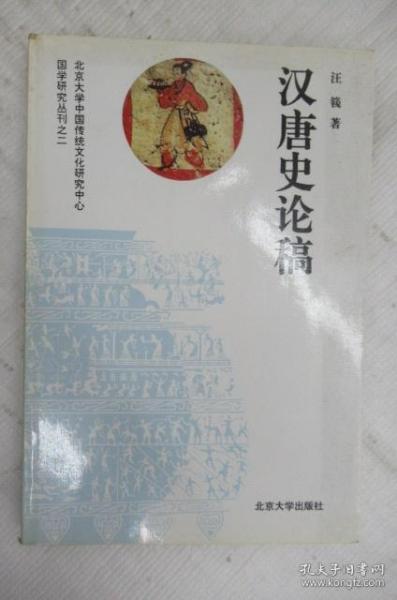 汉唐史论稿
汪篯 著
北京大学中国传统文化研究中心
国学研究丛刊之二
北京大学出版社
孔夫子旧书网
www.kongfz.com